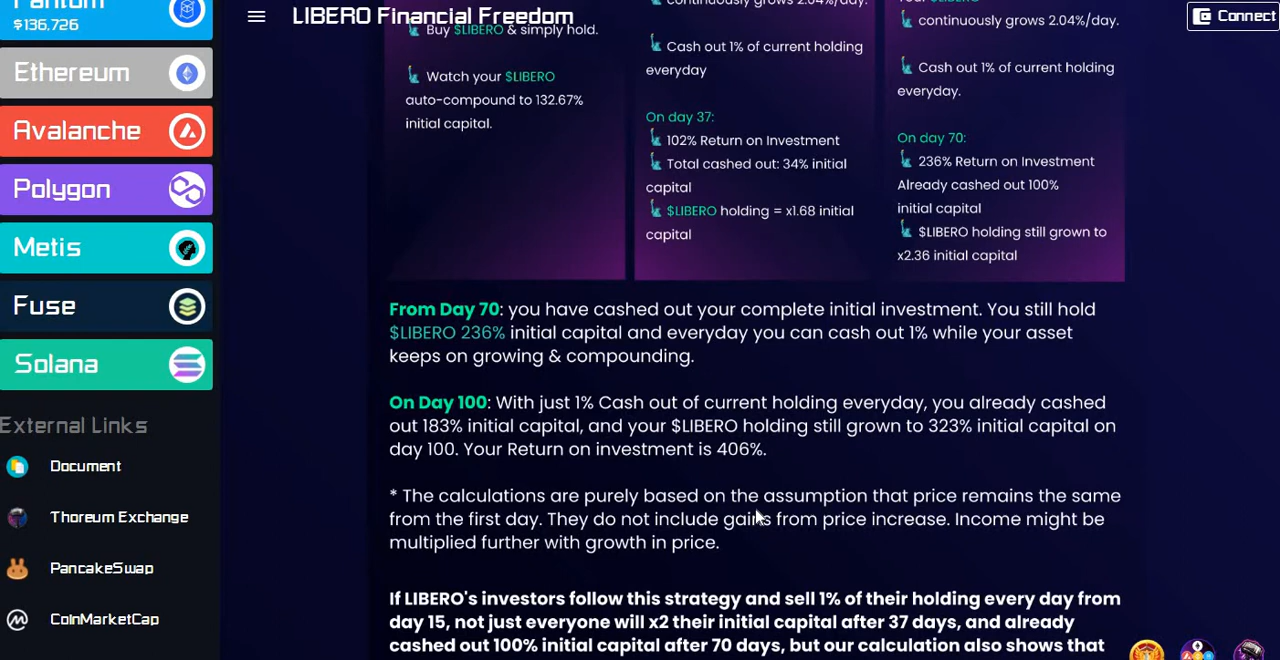 Fantom
$136,726
Ethereum
Avalanche
Polygon
Metis
Fuse
Solana
External Links
Document
Thoreum Exchange
PancakeSwap
CoinMarketCap
LIBERO Financial Freedom
Connect
Buy $LIBERO & simply hold.
Watch your $LIBERO
auto-compound to 132.67%
initial capital.
continuously grows 2.04%/day.
Cash out 1% of current holding
everyday
On day 37:
102% Return on Investment
Total cashed out: 34% initial
capital
$LIBERO holding = x1.68 initial
capital
continuously grows 2.04%/day.
Cash out 1% of current holding
everyday.
On day 70:
236% Return on Investment
Already cashed out 100%
initial capital
$LIBERO holding still grown to
x2.36 initial capital
From Day 70: you have cashed out your complete initial investment. You still hold
$LIBERO 236% initial capital and everyday you can cash out 1% while your asset
keeps on growing & compounding.
On Day 100: With just 1% Cash out of current holding everyday, you already cashed
out 183% initial capital, and your $LIBERO holding still grown to 323% initial capital on
day 100. Your Return on investment is 406%.
* The calculations are purely based on the assumption that price remains the same
from the first day. They do not include gains from price increase. Income might be
multiplied further with growth in price.
If LIBERO's investors follow this strategy and sell 1% of their holding every day from
day 15, not just everyone will x2 their initial capital after 37 days, and already
cashed out 100% initial capital after 70 days, but our calculation also shows that